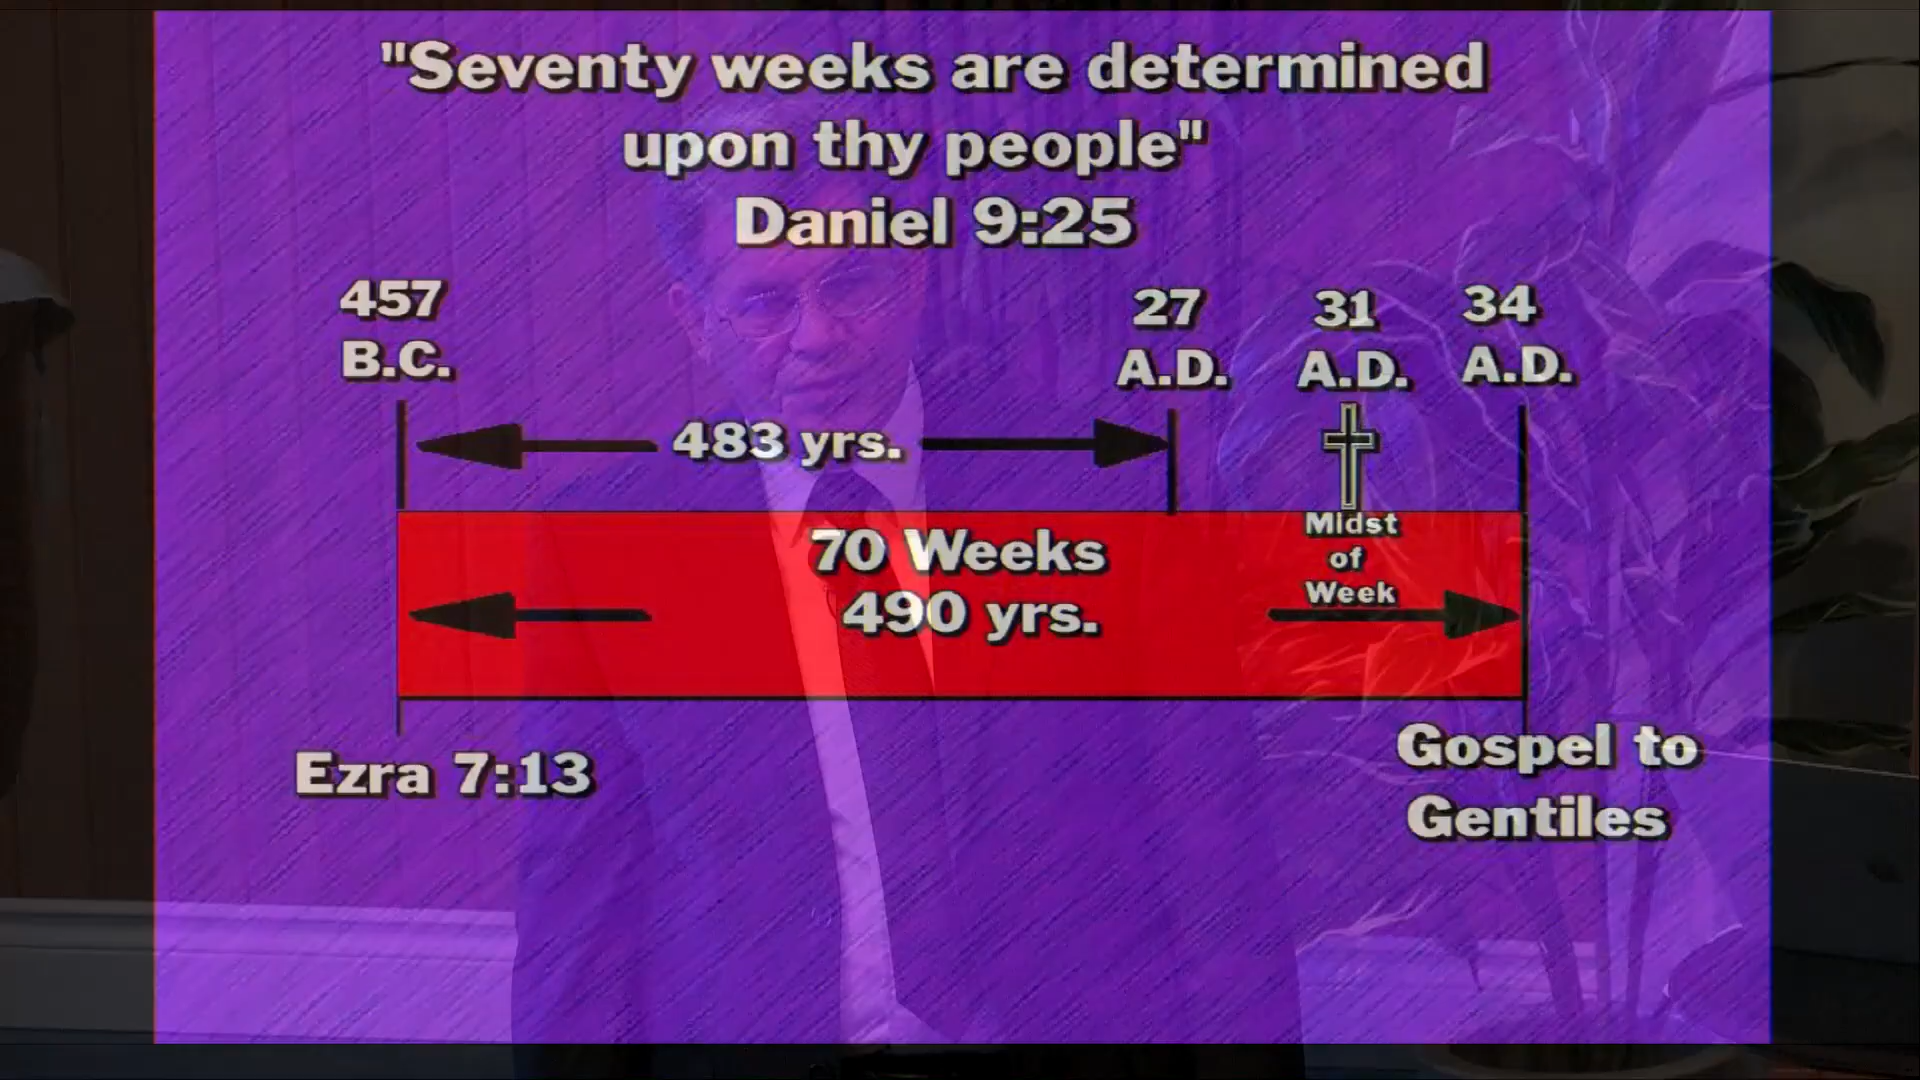 "Seventy weeks are determined
upon thy people"
Daniel 9:25
457
B.C.
27
A.D.
31
A.D.
34
A.D.
483 yrs.
70 Weeks
490 yrs.
Midst
of
Week
Ezra 7:13
Gospel to
Gentiles